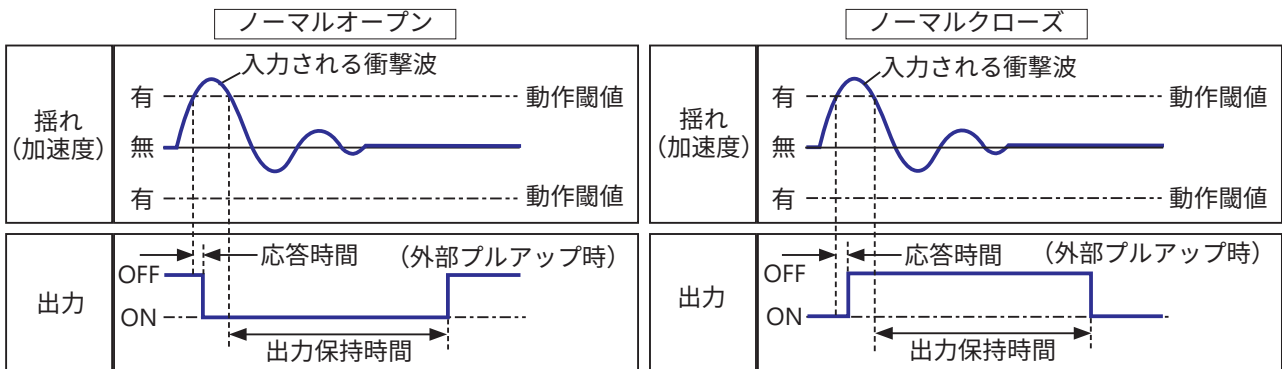 ノーマルオープン
揺れ
（加速度）
有
無
有
入力される衝撃波
動作閾値
動作閾値
出力
OFF
ON
応答時間
（外部プルアップ時）
出力保持時間
ノーマルクローズ
揺れ
（加速度）
有
無
有
入力される衝撃波
動作閾値
動作閾値
出力
OFF
ON
応答時間
（外部プルアップ時）
出力保持時間